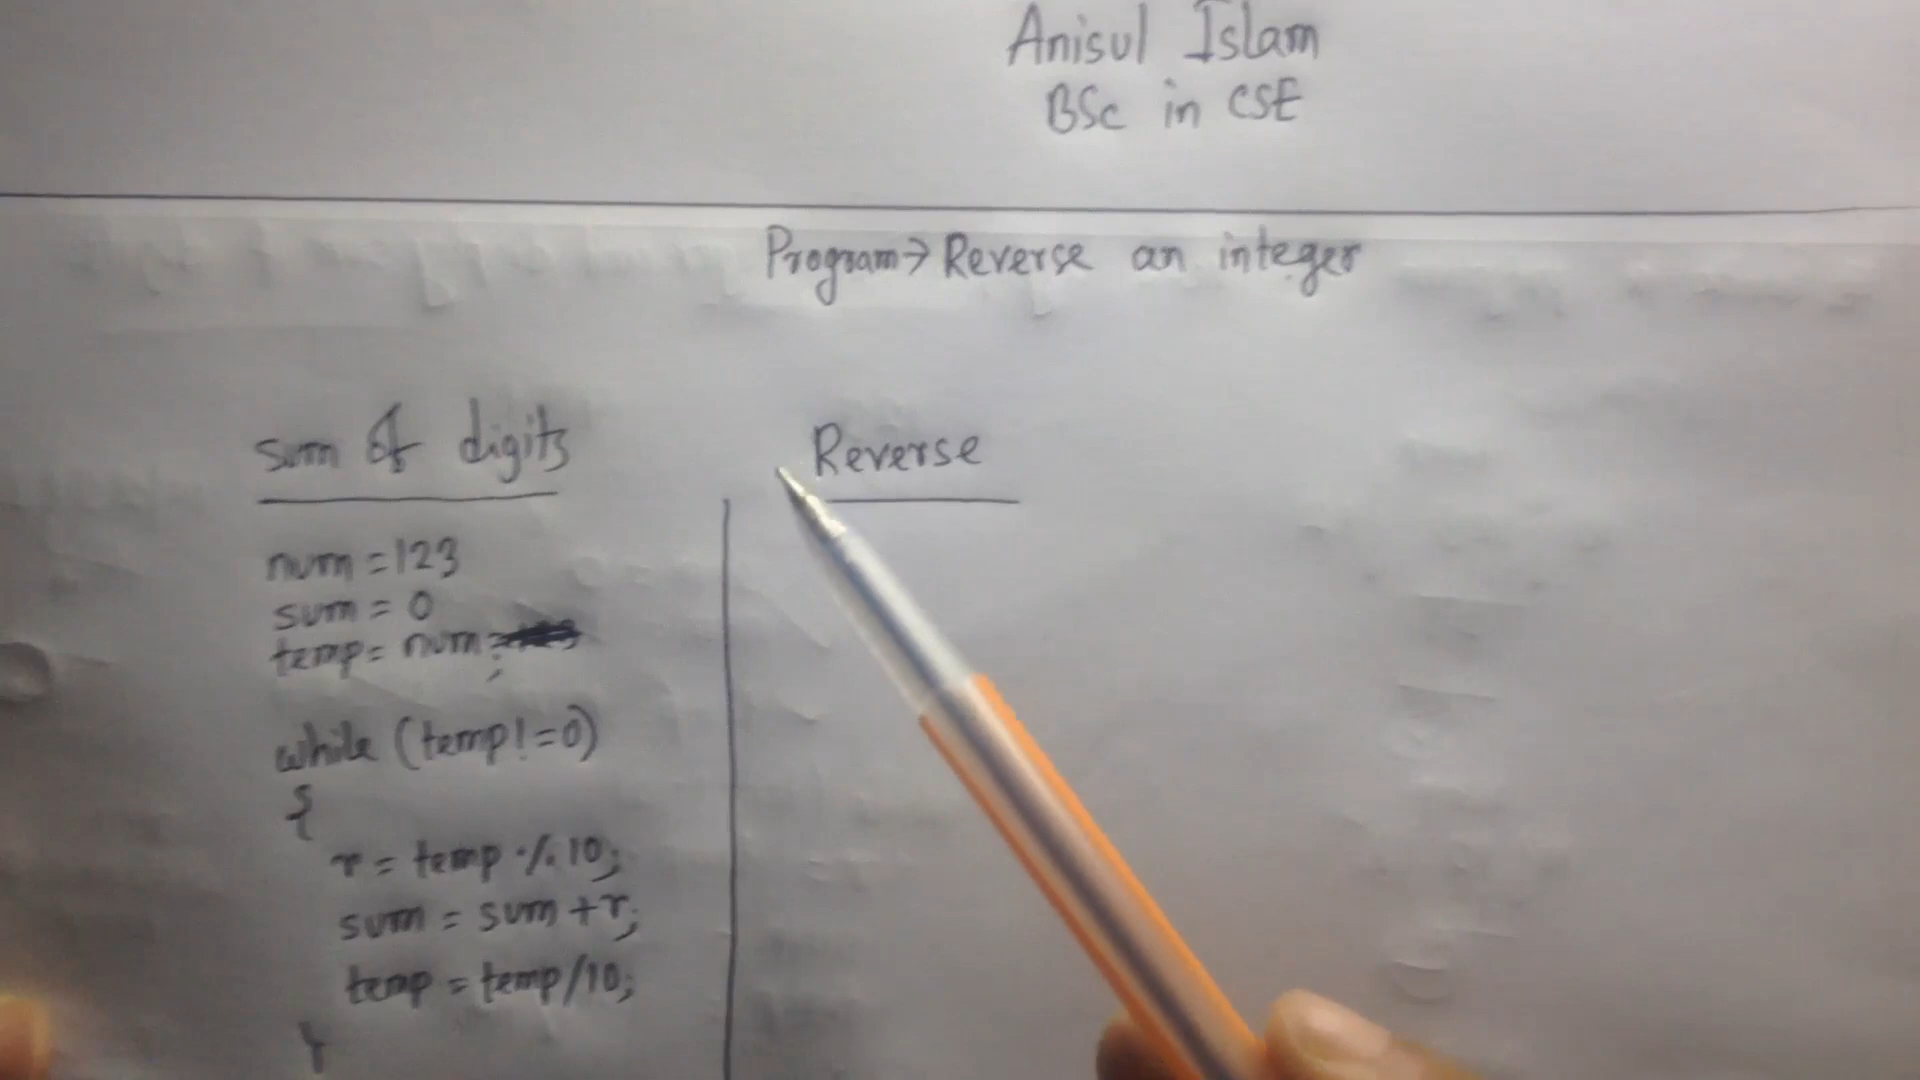 Anisul Islam
BSc in CSE
Program→ Reverse an integer
sum of digits
num = 123
sum = 0
temp = num;
while (temp!=0)
{
r = temp % 10;
sum = sum + r;
temp = temp/10;
}
Reverse